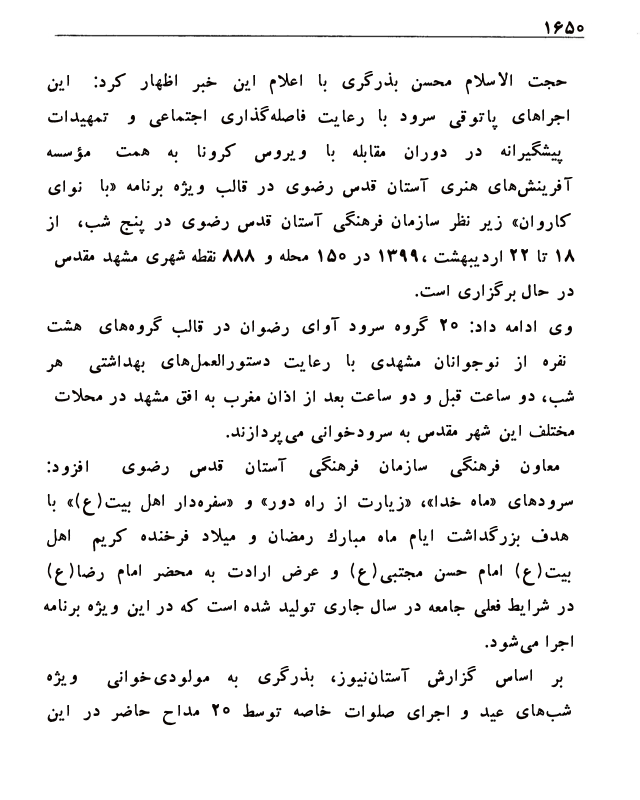 ۱۶۵۰
حجت الاسلام محسن بذرگری با اعلام این خبر اظهار کرد: این
اجراهای پاتوقی سرود با رعایت فاصله‌گذاری اجتماعی و تمهیدات
پیشگیرانه در دوران مقابله با ویروس کرونا به همت مؤسسه
آفرینش‌های هنری آستان قدس رضوی در قالب ویژه برنامه «با نوای
کاروان» زیر نظر سازمان فرهنگی آستان قدس رضوی در پنج شب، از
۱۸ تا ۲۲ اردیبهشت ۱۳۹۹، در ۱۵۰ محله و ۸۸۸ نقطه شهری مشهد مقدس
در حال برگزاری است.
وی ادامه داد: ۲۰ گروه سرود آوای رضوان در قالب گروه‌های هشت
نفره از نوجوانان مشهدی با رعایت دستورالعمل‌های بهداشتی هر
شب، دو ساعت قبل و دو ساعت بعد از اذان مغرب به افق مشهد در محلات
مختلف این شهر مقدس به سرودخوانی می‌پردازند.
معاون فرهنگی سازمان فرهنگی آستان قدس رضوی افزود:
سرودهای «ماه خدا»، «زیارت از راه دور» و «سفره‌دار اهل بیت(ع)» با
هدف بزرگداشت ایام ماه مبارك رمضان و میلاد فرخنده کریم اهل
بیت(ع) امام حسن مجتبی(ع) و عرض ارادت به محضر امام رضا(ع)
در شرایط فعلی جامعه در سال جاری تولید شده است که در این ویژه برنامه
اجرا می‌شود.
بر اساس گزارش آستان‌نیوز، بذرگری به مولودی‌خوانی ویژه
شب‌های عید و اجرای صلوات خاصه توسط ۲۰ مداح حاضر در این